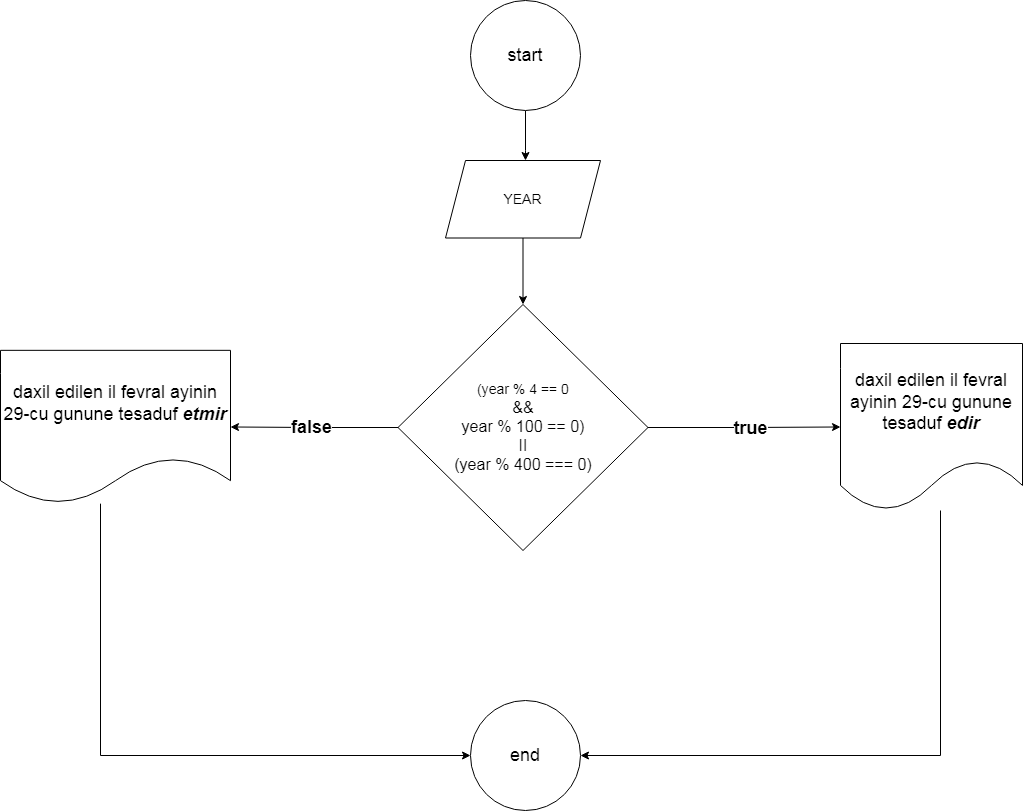 start
YEAR
(year % 4 == 0
&&
year % 100 == 0)
||
(year % 400 === 0)
false
true
daxil edilen il fevral ayinin
29-cu gunune tesaduf etmir
daxil edilen il fevral
ayinin 29-cu gunune
tesaduf edir
end